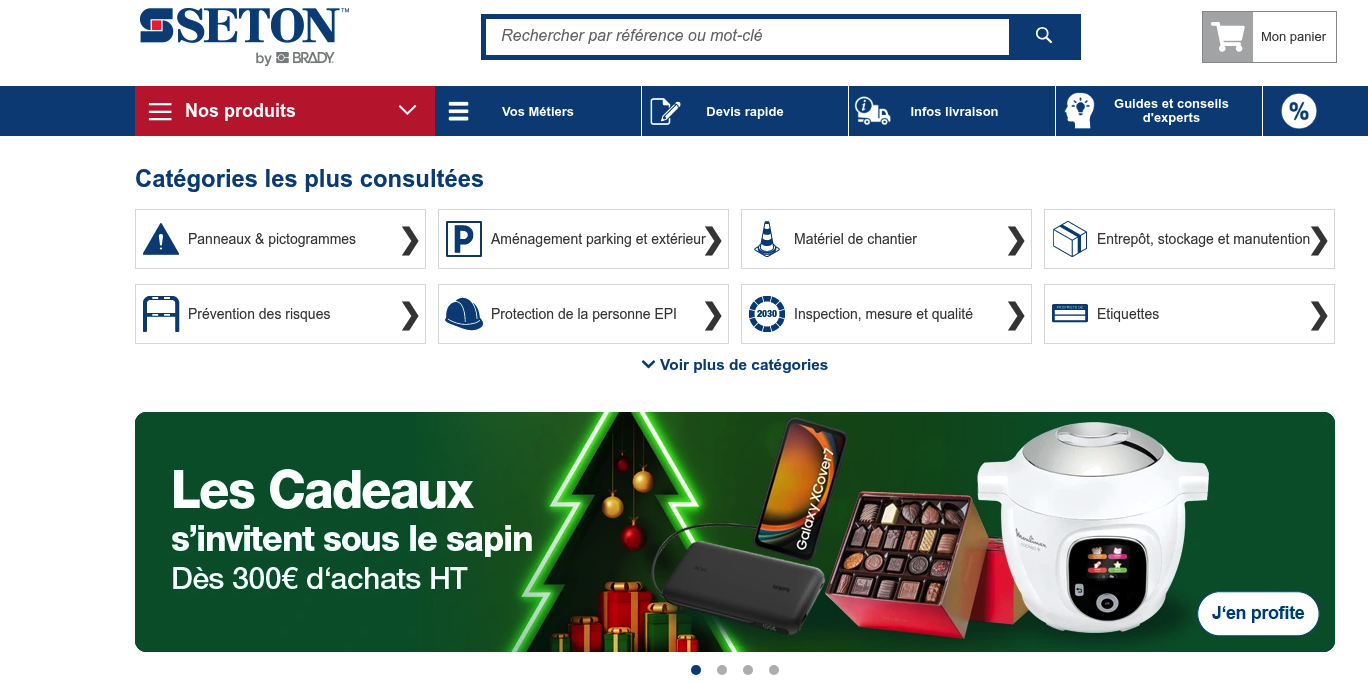 SETON™
by BRADY
Rechercher par référence ou mot-clé
Mon panier
Nos produits
Vos Métiers
Devis rapide
Infos livraison
Guides et conseils
d'experts
%
Catégories les plus consultées
Panneaux & pictogrammes
P
Aménagement parking et extérieur
Matériel de chantier
Entrepôt, stockage et manutention
Prévention des risques
Protection de la personne EPI
2030
Inspection, mesure et qualité
Etiquettes
Voir plus de catégories
Les Cadeaux
s’invitent sous le sapin
Dès 300€ d‘achats HT
Galaxy XCover7
Moulinex
J‘en profite